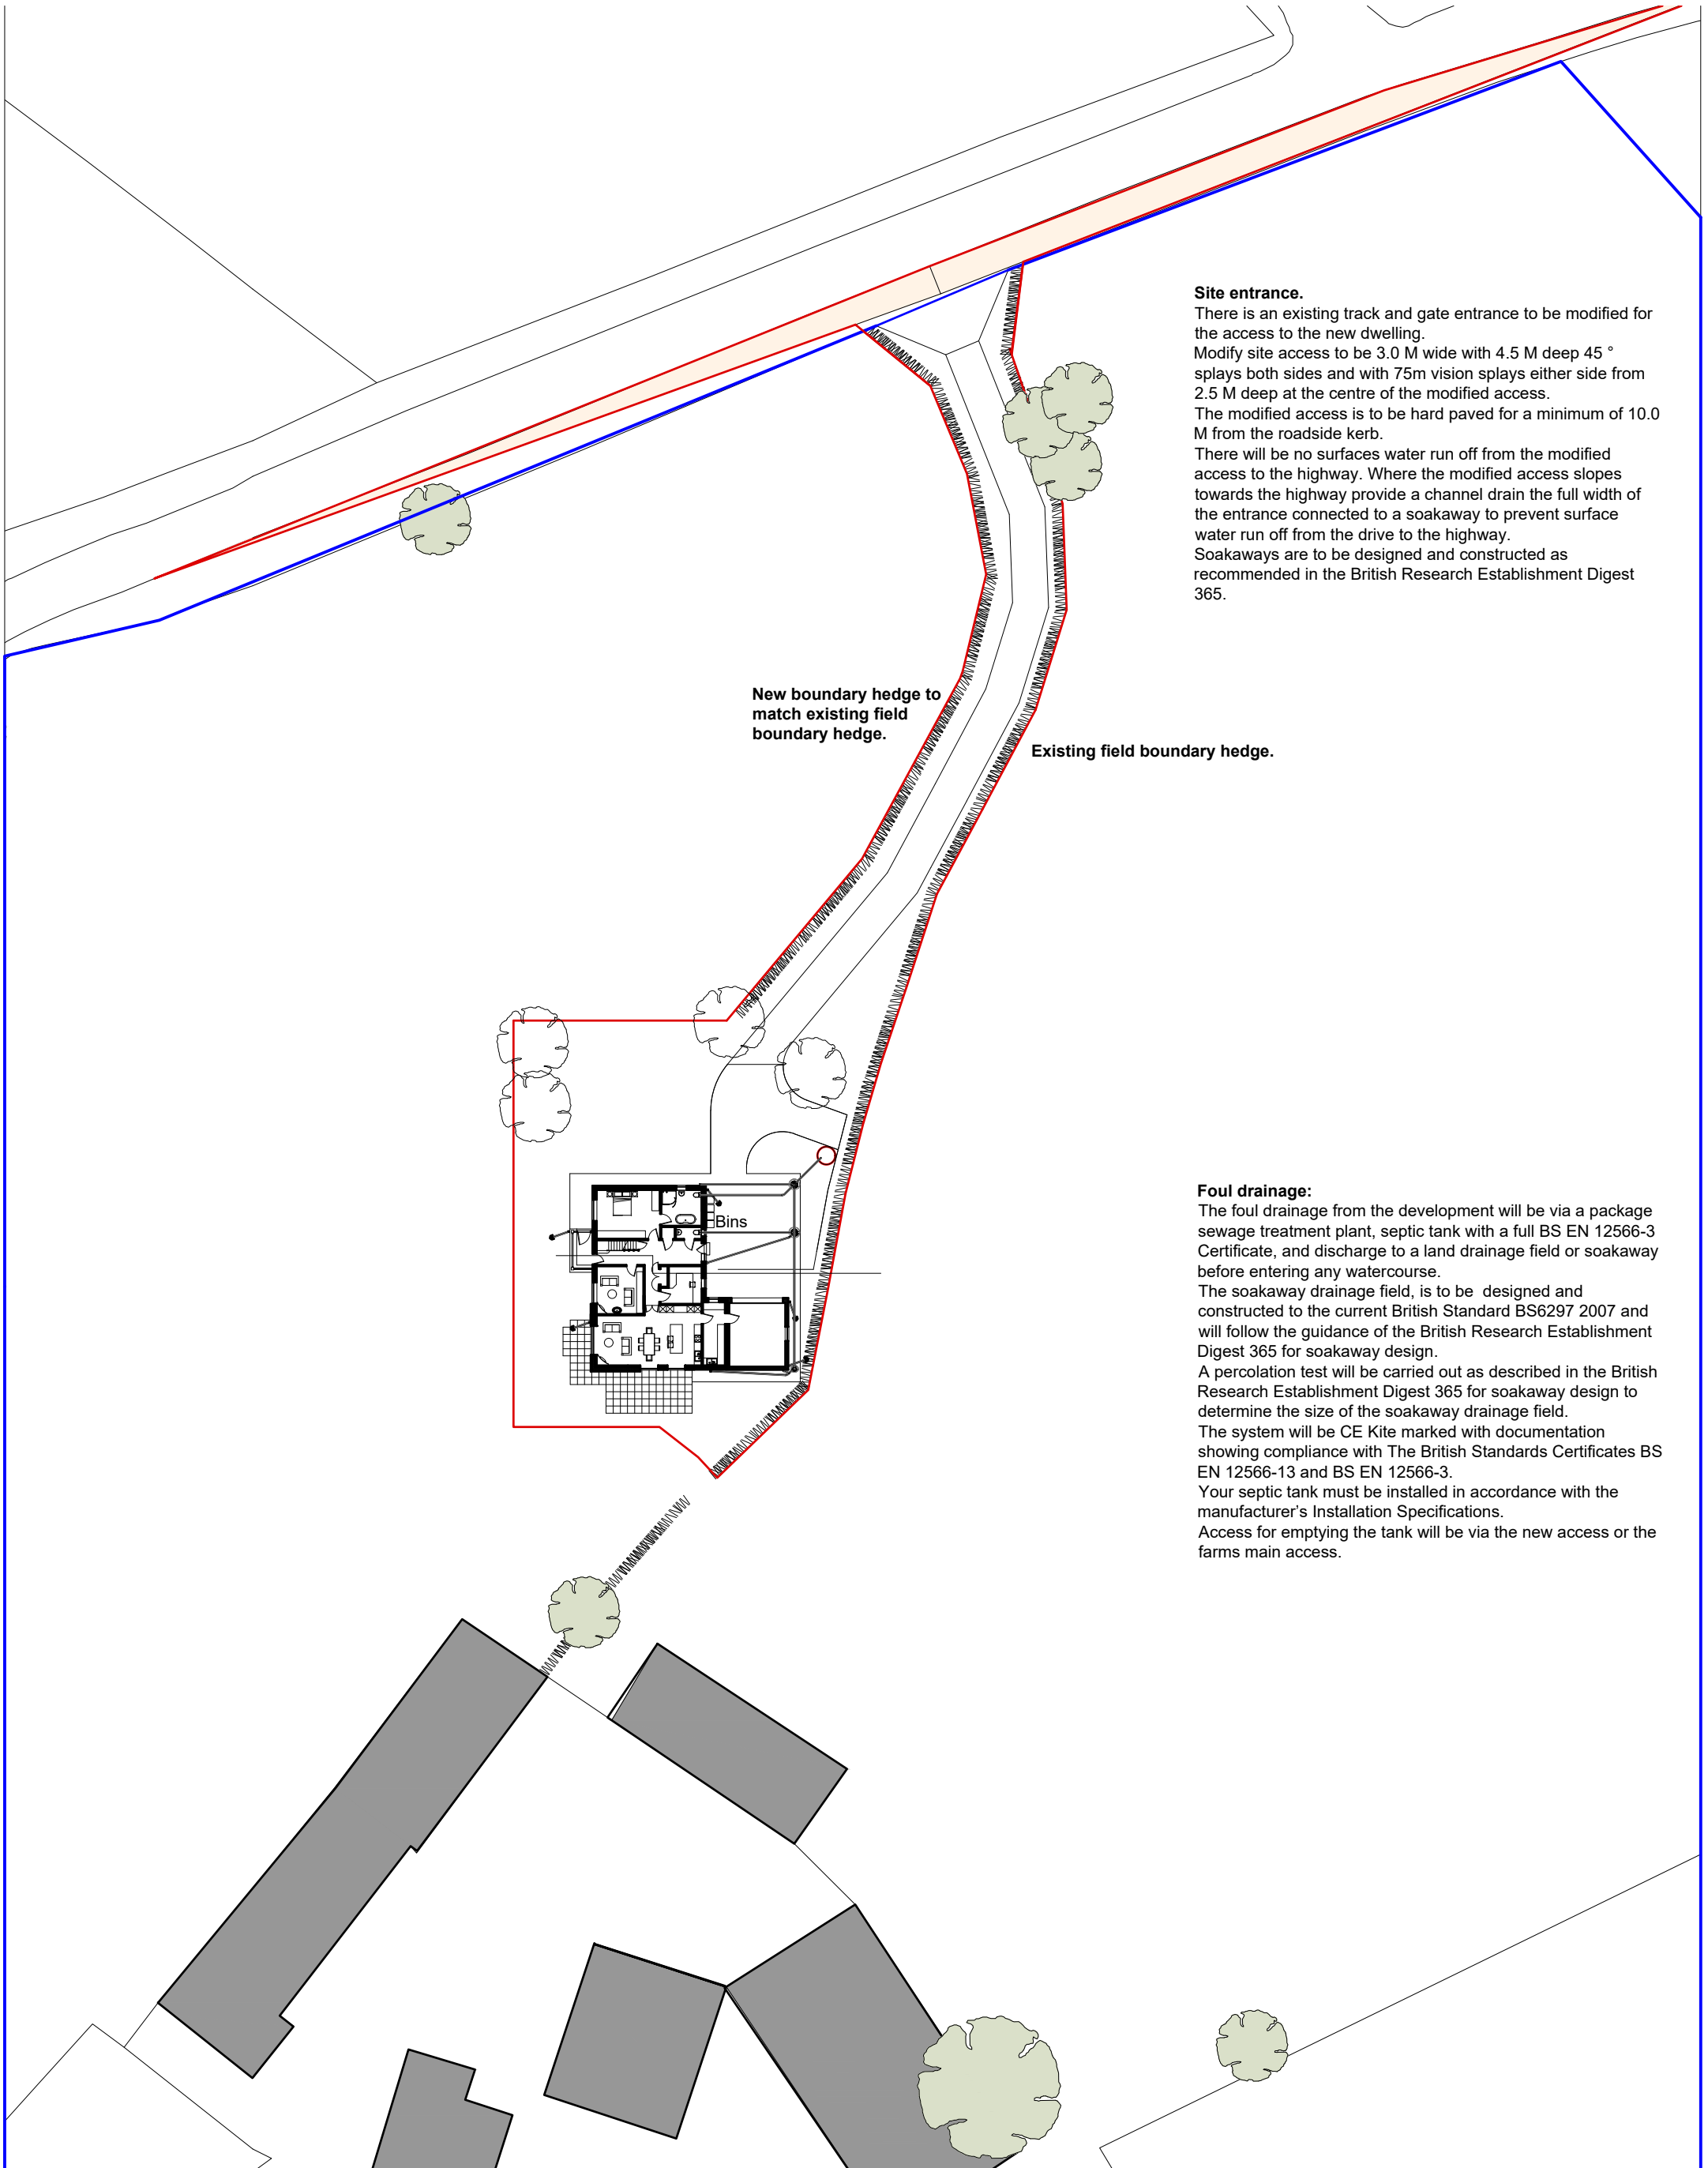 Site entrance.
There is an existing track and gate entrance to be modified for
the access to the new dwelling.
Modify site access to be 3.0 M wide with 4.5 M deep 45 °
splays both sides and with 75m vision splays either side from
2.5 M deep at the centre of the modified access.
The modified access is to be hard paved for a minimum of 10.0
M from the roadside kerb.
There will be no surfaces water run off from the modified
access to the highway. Where the modified access slopes
towards the highway provide a channel drain the full width of
the entrance connected to a soakaway to prevent surface
water run off from the drive to the highway.
Soakaways are to be designed and constructed as
recommended in the British Research Establishment Digest
365.
New boundary hedge to
match existing field
boundary hedge.
Existing field boundary hedge.
Bins
Foul drainage:
The foul drainage from the development will be via a package
sewage treatment plant, septic tank with a full BS EN 12566-3
Certificate, and discharge to a land drainage field or soakaway
before entering any watercourse.
The soakaway drainage field, is to be  designed and
constructed to the current British Standard BS6297 2007 and
will follow the guidance of the British Research Establishment
Digest 365 for soakaway design.
A percolation test will be carried out as described in the British
Research Establishment Digest 365 for soakaway design to
determine the size of the soakaway drainage field.
The system will be CE Kite marked with documentation
showing compliance with The British Standards Certificates BS
EN 12566-13 and BS EN 12566-3.
Your septic tank must be installed in accordance with the
manufacturer’s Installation Specifications.
Access for emptying the tank will be via the new access or the
farms main access.